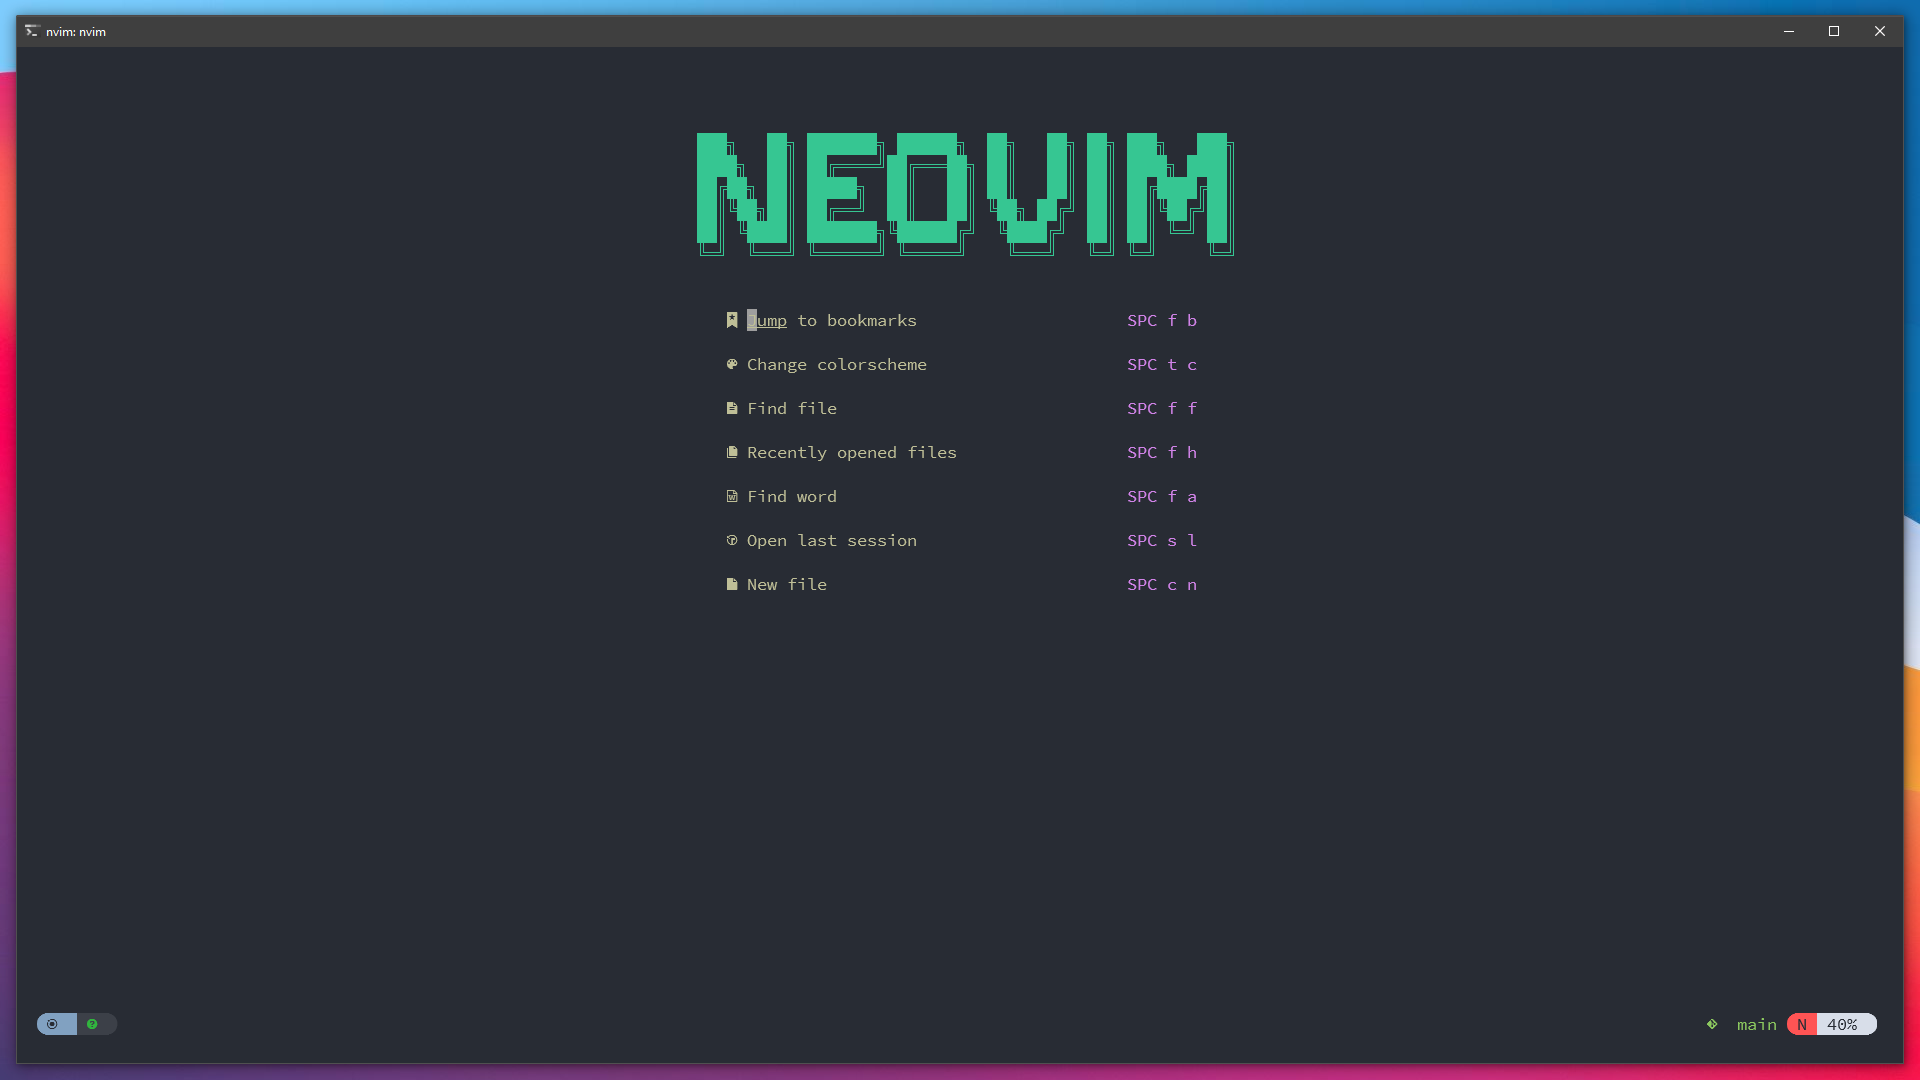 nvim: nvim
NEOVIM
Jump to bookmarks SPC f b
Change colorscheme SPC t c
Find file SPC f f
Recently opened files SPC f h
Find word SPC f a
Open last session SPC s l
New file SPC c n
main N 40%